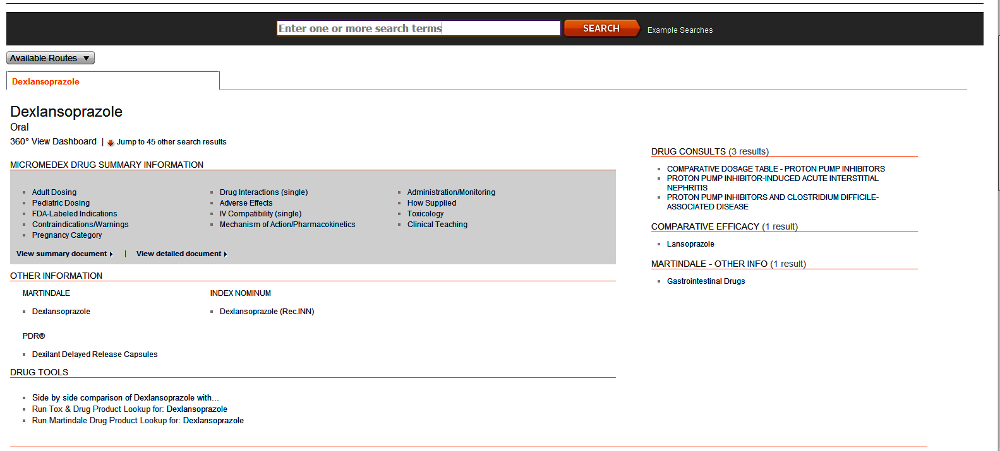 Enter one or more search terms
SEARCH
Example Searches
Available Routes
Dexlansoprazole
Dexlansoprazole
Oral
360° View Dashboard | Jump to 45 other search results
MICROMEDEX DRUG SUMMARY INFORMATION
Adult Dosing
Pediatric Dosing
FDA-Labeled Indications
Contraindications/Warnings
Pregnancy Category
Drug Interactions (single)
Adverse Effects
IV Compatibility (single)
Mechanism of Action/Pharmacokinetics
Administration/Monitoring
How Supplied
Toxicology
Clinical Teaching
View summary document | View detailed document
OTHER INFORMATION
MARTINDALE
Dexlansoprazole
INDEX NOMINUM
Dexlansoprazole (Rec.INN)
PDR®
Dexilant Delayed Release Capsules
DRUG TOOLS
Side by side comparison of Dexlansoprazole with...
Run Tox & Drug Product Lookup for: Dexlansoprazole
Run Martindale Drug Product Lookup for: Dexlansoprazole
DRUG CONSULTS (3 results)
COMPARATIVE DOSAGE TABLE - PROTON PUMP INHIBITORS
PROTON PUMP INHIBITOR-INDUCED ACUTE INTERSTITIAL
NEPHRITIS
PROTON PUMP INHIBITORS AND CLOSTRIDIUM DIFFICILE-
ASSOCIATED DISEASE
COMPARATIVE EFFICACY (1 result)
Lansoprazole
MARTINDALE - OTHER INFO (1 result)
Gastrointestinal Drugs